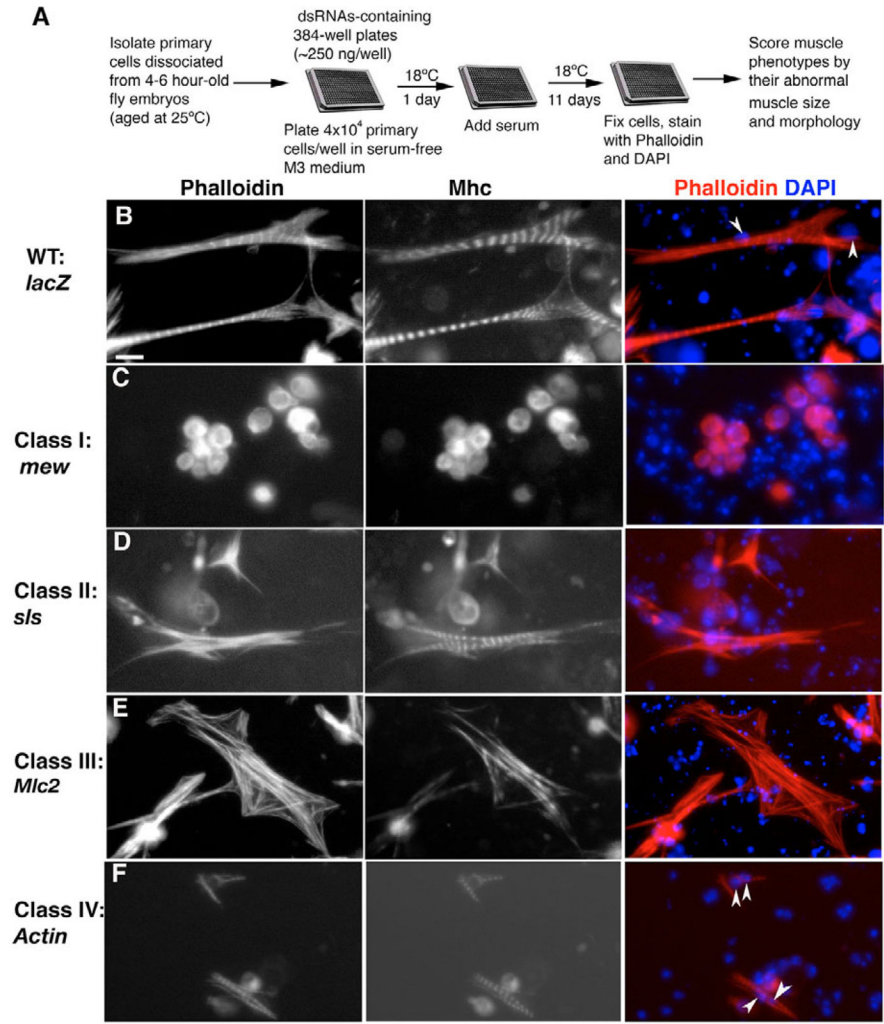 A
Isolate primary
cells dissociated
from 4-6 hour-old
fly embryos
(aged at 25ºC)
dsRNAs-containing
384-well plates
(~250 ng/well)
Plate 4x10⁴ primary
cells/well in serum-free
M3 medium
18ºC
1 day
Add serum
18ºC
11 days
Fix cells, stain
with Phalloidin
and DAPI
Score muscle
phenotypes by
their abnormal
muscle size
and morphology
Phalloidin
Mhc
Phalloidin DAPI
B
WT:
lacZ
C
Class I:
mew
D
Class II:
sls
E
Class III:
Mlc2
F
Class IV:
Actin